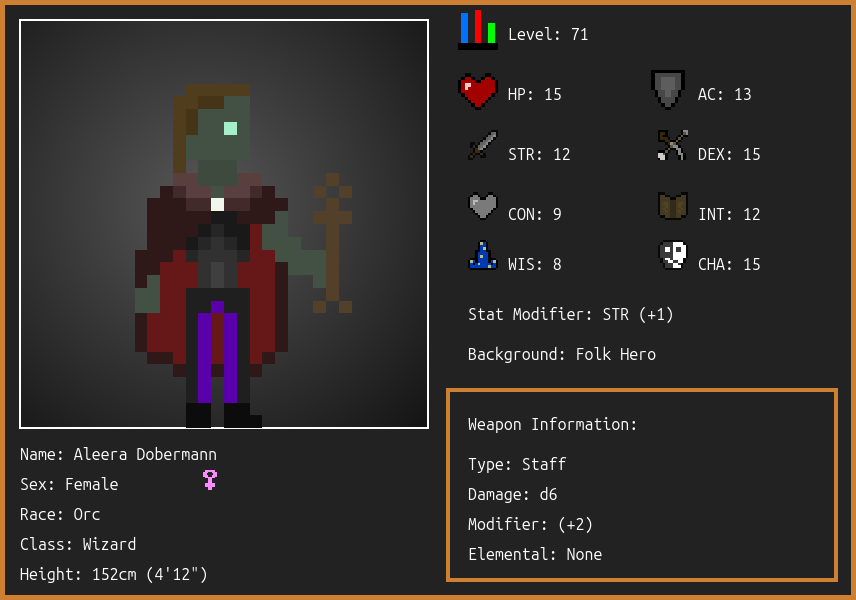 Level: 71
HP: 15
AC: 13
STR: 12
DEX: 15
CON: 9
INT: 12
WIS: 8
CHA: 15
Stat Modifier: STR (+1)
Background: Folk Hero
Weapon Information:
Type: Staff
Damage: d6
Modifier: (+2)
Elemental: None
Name: Aleera Dobermann
Sex: Female
Race: Orc
Class: Wizard
Height: 152cm (4'12")